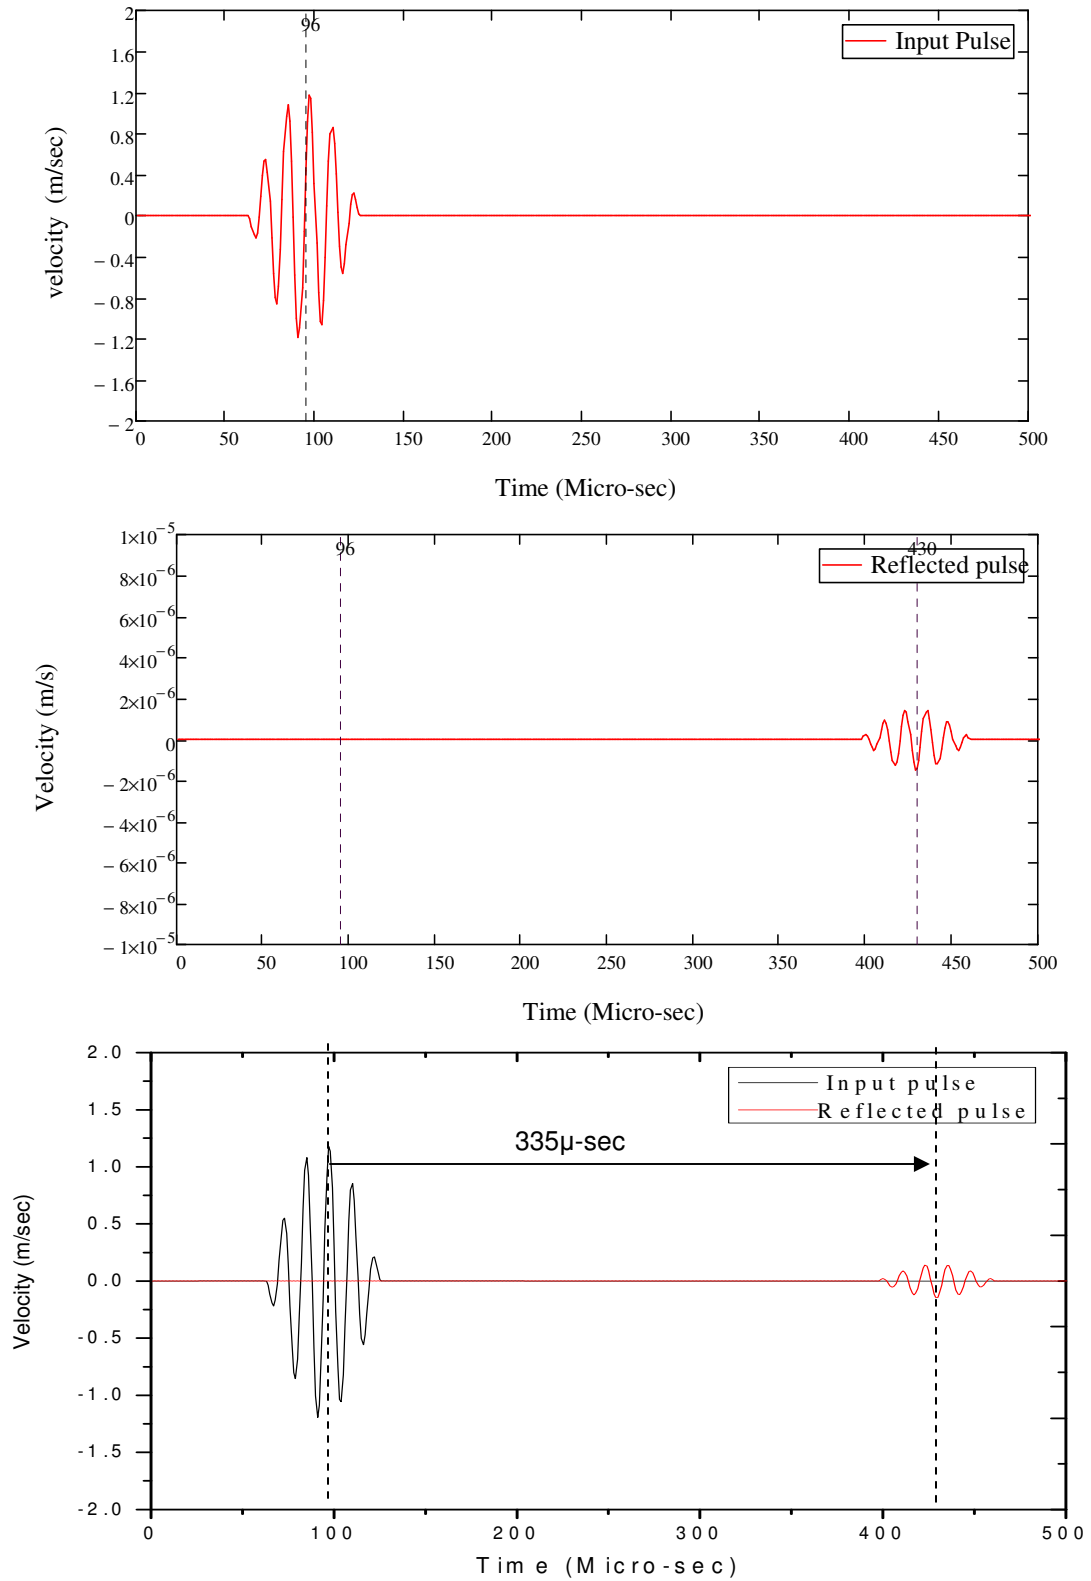 96
Input Pulse
2
1.6
1.2
0.8
0.4
0
− 0.4
− 0.8
− 1.2
− 1.6
− 2
velocity (m/sec)
0 50 100 150 200 250 300 350 400 450 500
Time (Micro-sec)
96
430
Reflected pulse
1×10⁻⁵
8×10⁻⁶
6×10⁻⁶
4×10⁻⁶
2×10⁻⁶
0
− 2×10⁻⁶
− 4×10⁻⁶
− 6×10⁻⁶
− 8×10⁻⁶
− 1×10⁻⁵
Velocity (m/s)
0 50 100 150 200 250 300 350 400 450 500
Time (Micro-sec)
Input pulse
Reflected pulse
335μ-sec
2.0
1.5
1.0
0.5
0.0
-0.5
-1.0
-1.5
-2.0
Velocity (m/sec)
0 100 200 300 400 500
Time (Micro-sec)